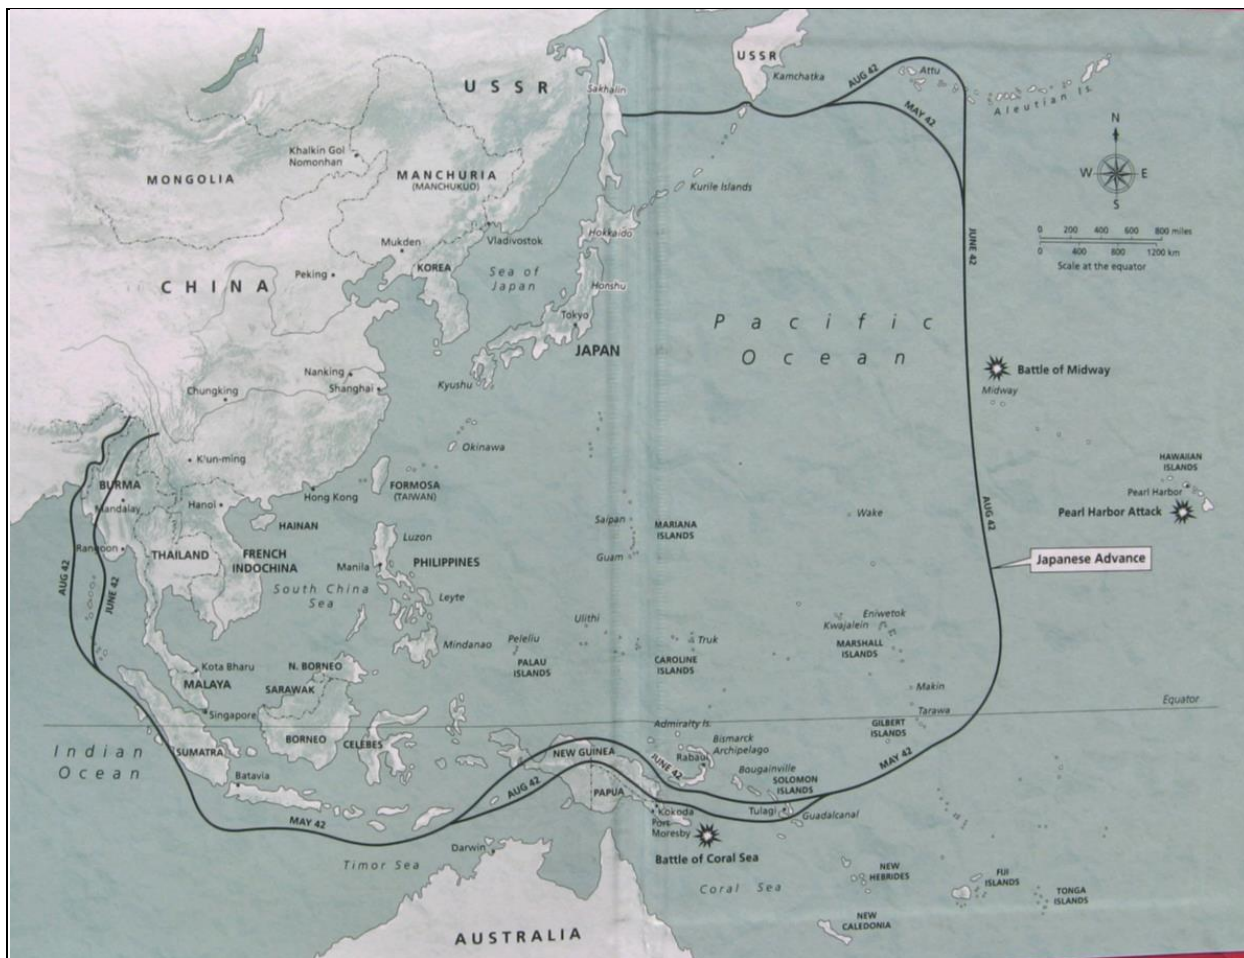 USSR
Kamchatka
AUG 42
Attu
Aleutian Is.
USSR
Sakhalin
MAY 42
N
W E
S
Khalkin Gol
Nomonhan
MONGOLIA
MANCHURIA
(MANCHUKUO)
Kurile Islands
Hokkaido
JUNE 42
0 200 400 600 800 miles
0 400 800 1200 km
Scale at the equator
Mukden
Vladivostok
Peking
KOREA
Sea of
Japan
CHINA
Honshu
Tokyo
JAPAN
Pacific
Ocean
Nanking
Shanghai
Chungking
Kyushu
Battle of Midway
Midway
Okinawa
K'un-ming
BURMA
Mandalay
Hanoi
Hong Kong
FORMOSA
(TAIWAN)
HAWAIIAN
ISLANDS
Pearl Harbor
Pearl Harbor Attack
HAINAN
Saipan
MARIANA
ISLANDS
Wake
AUG 42
Rangoon
THAILAND
FRENCH
INDOCHINA
Luzon
Manila
PHILIPPINES
Guam
Japanese Advance
AUG 42
JUNE 42
South China
Sea
Leyte
Ulithi
Eniwetok
Kwajalein
Mindanao
Peleliu
PALAU
ISLANDS
Truk
CAROLINE
ISLANDS
MARSHALL
ISLANDS
Kota Bharu
MALAYA
N. BORNEO
SARAWAK
Singapore
Makin
Tarawa
Equator
Indian
Ocean
SUMATRA
BORNEO
CELEBES
Admiralty Is.
GILBERT
ISLANDS
NEW GUINEA
Bismarck
Archipelago
Rabaul
JUNE 42
Bougainville
MAY 42
Batavia
AUG 42
PAPUA
SOLOMON
ISLANDS
MAY 42
Kokoda
Port
Moresby
Tulagi
Guadalcanal
Darwin
Timor Sea
Battle of Coral Sea
Coral Sea
NEW
HEBRIDES
FIJI
ISLANDS
TONGA
ISLANDS
NEW
CALEDONIA
AUSTRALIA